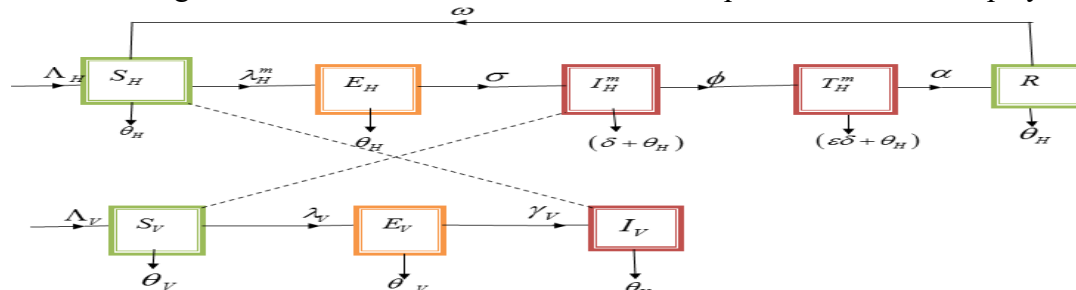 ω
Λ_H S_H λ_H^m E_H σ I_H^m ϕ T_H^m α R
θ_H θ_H (δ + θ_H) (εδ + θ_H) θ_H
Λ_V S_V λ_V E_V γ_V I_V
θ_V θ_V